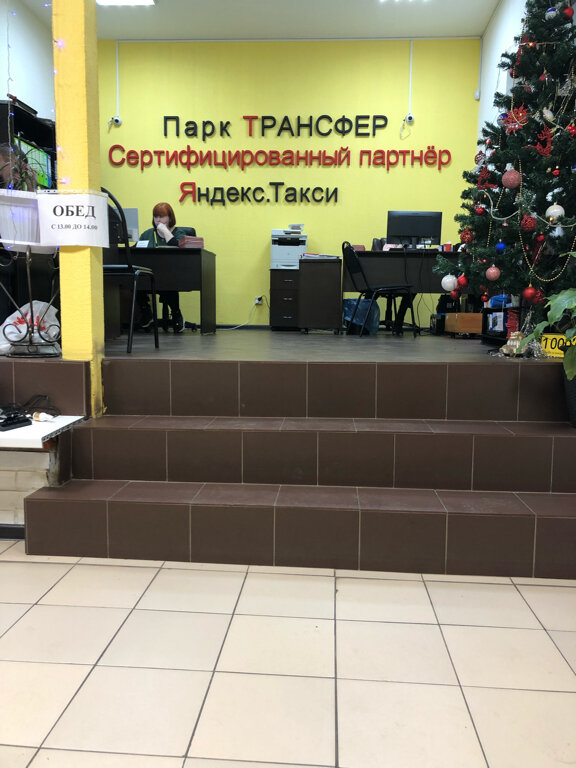 Парк ТРАНСФЕР
Сертифицированный партнёр
Яндекс.Такси
ОБЕД
С 13.00 ДО 14.00